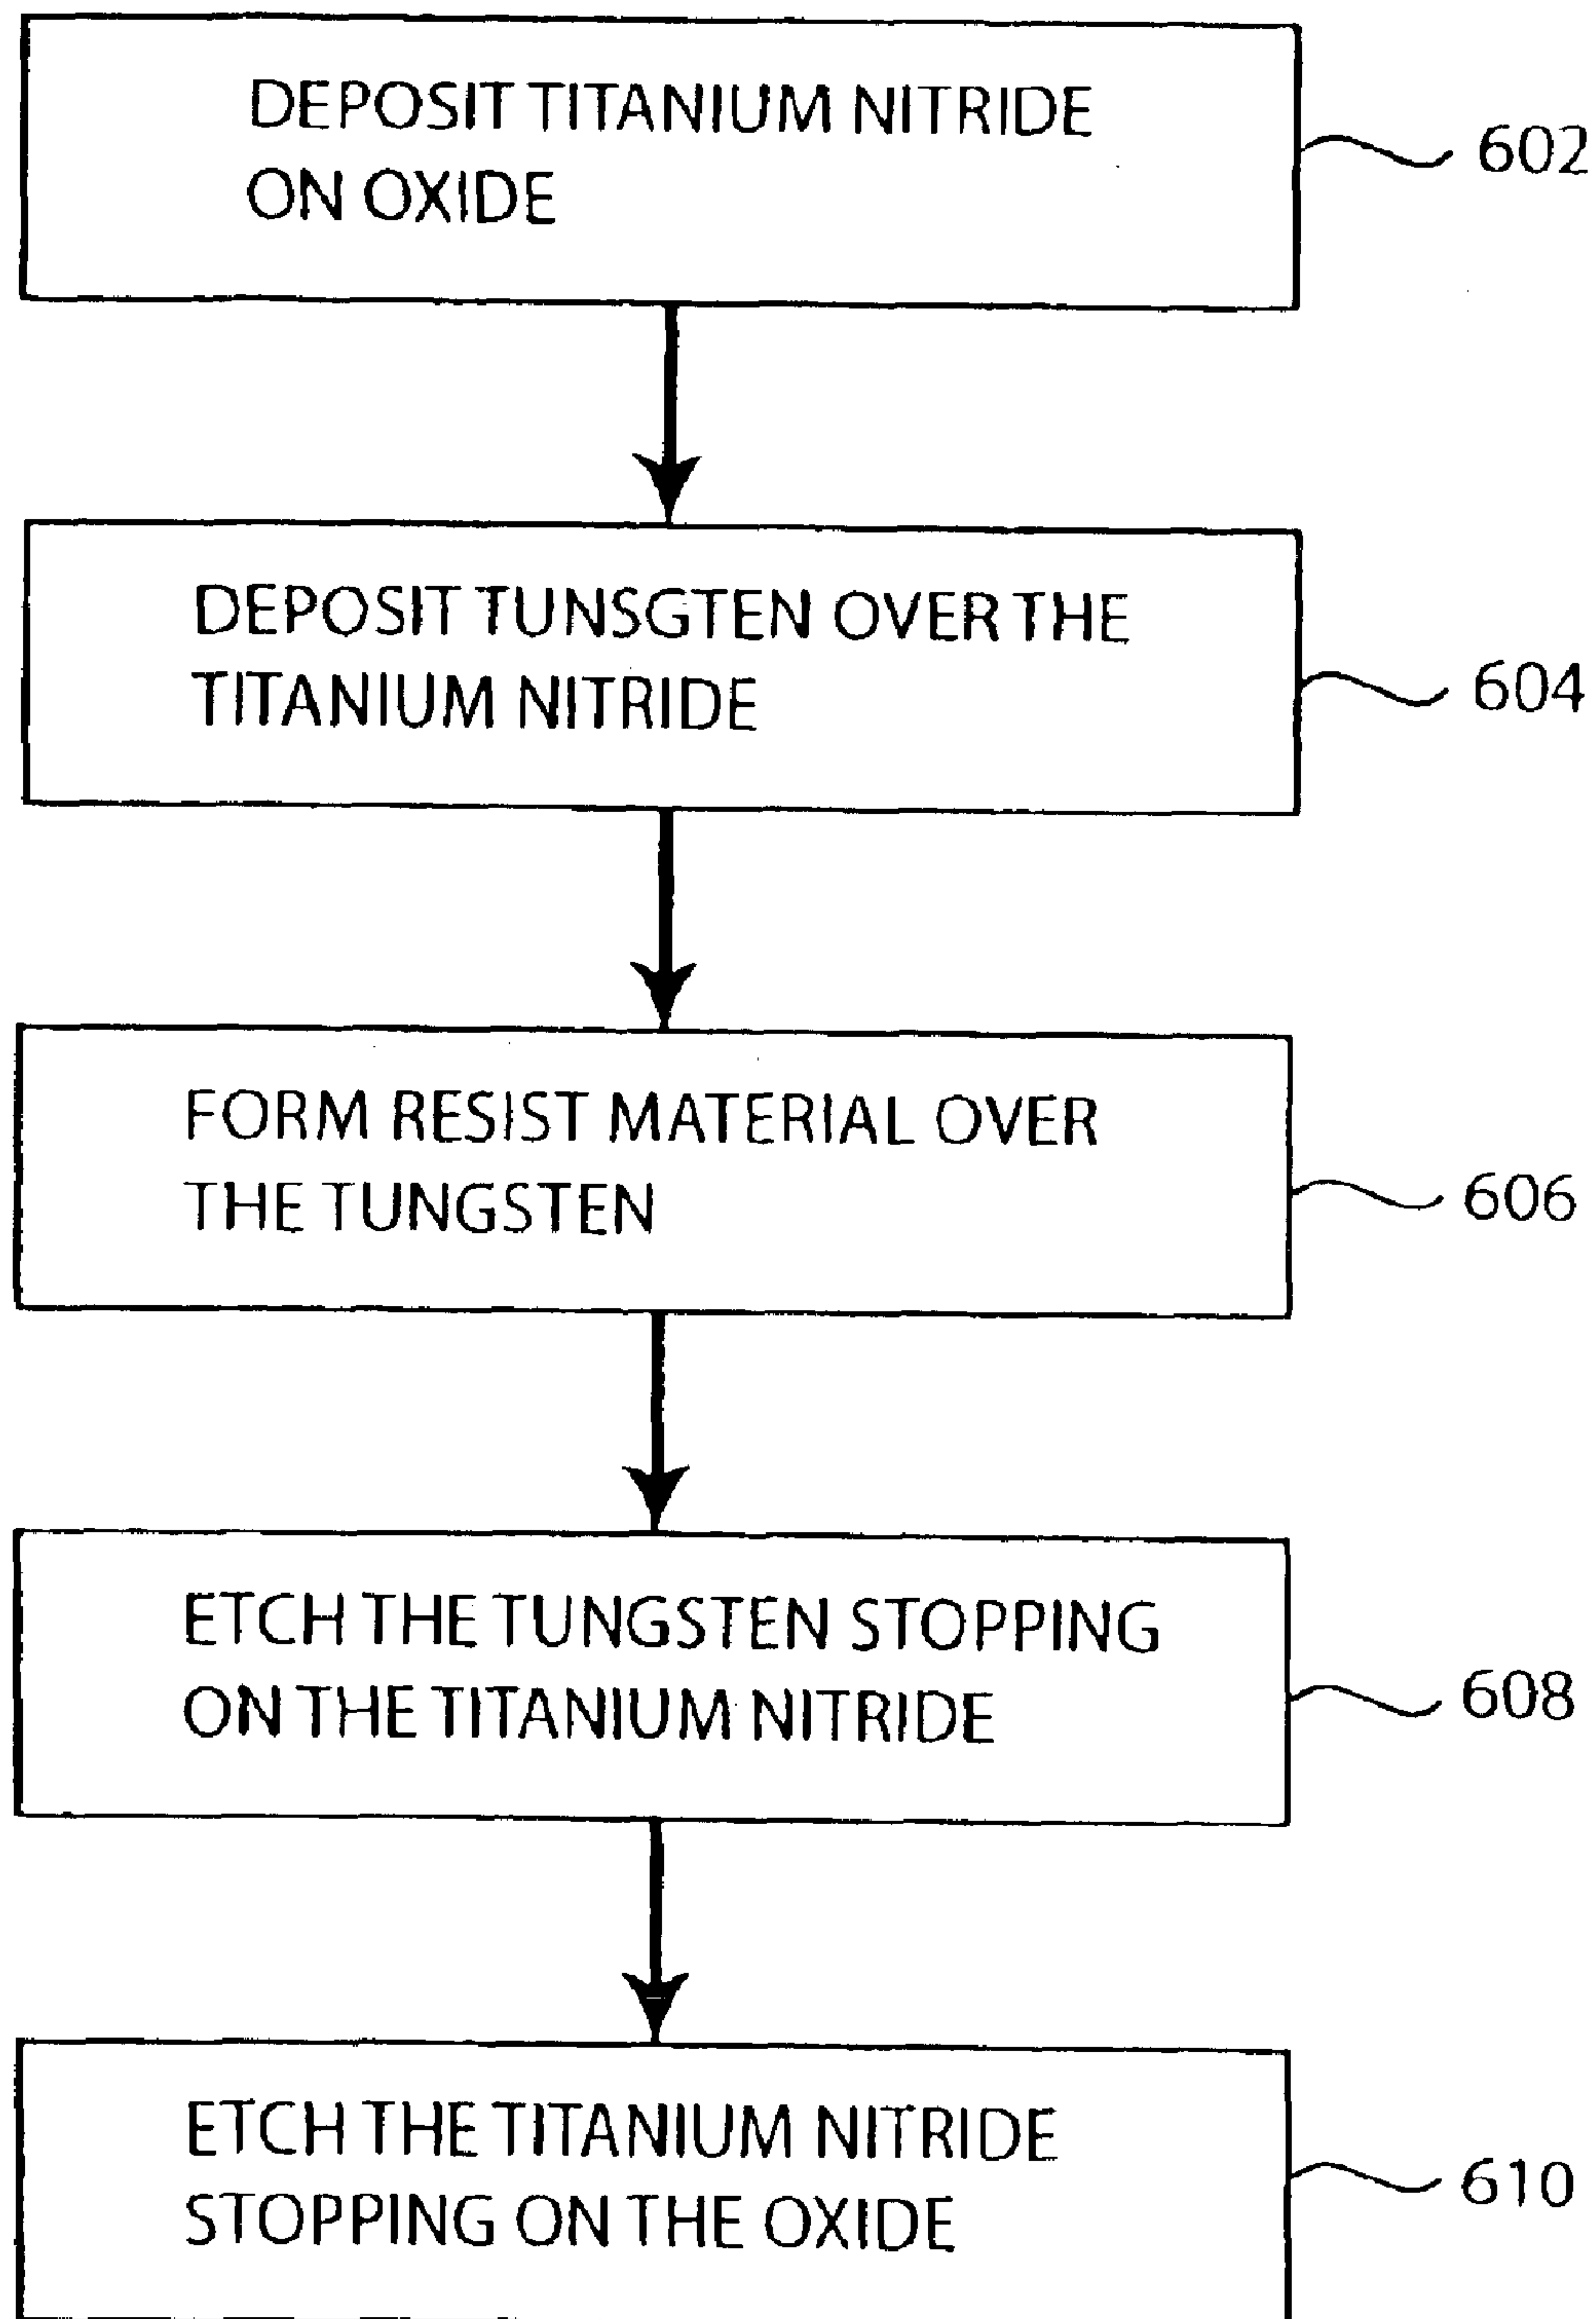 DEPOSIT TITANIUM NITRIDE
ON OXIDE
602
DEPOSIT TUNSGTEN OVER THE
TITANIUM NITRIDE
604
FORM RESIST MATERIAL OVER
THE TUNGSTEN
606
ETCH THE TUNGSTEN STOPPING
ON THE TITANIUM NITRIDE
608
ETCH THE TITANIUM NITRIDE
STOPPING ON THE OXIDE
610